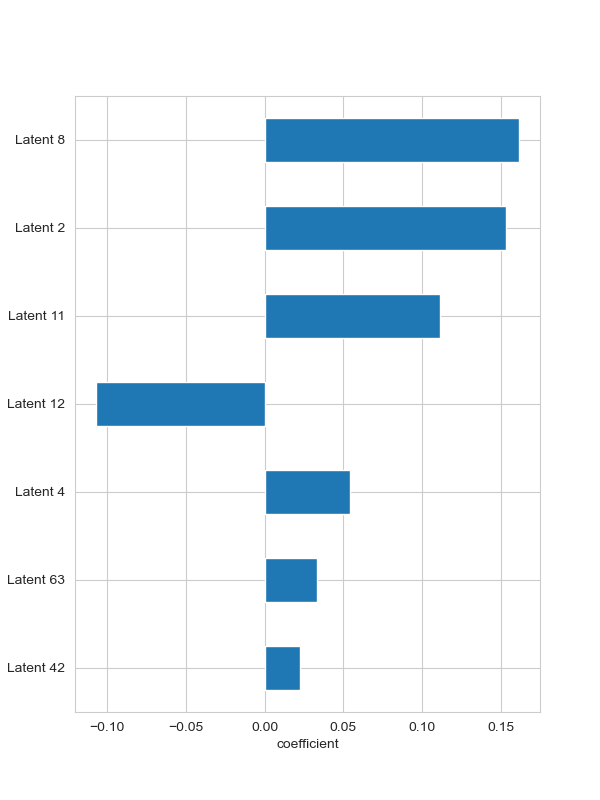 Latent 8
Latent 2
Latent 11
Latent 12
Latent 4
Latent 63
Latent 42
−0.10 −0.05 0.00 0.05 0.10 0.15
coefficient